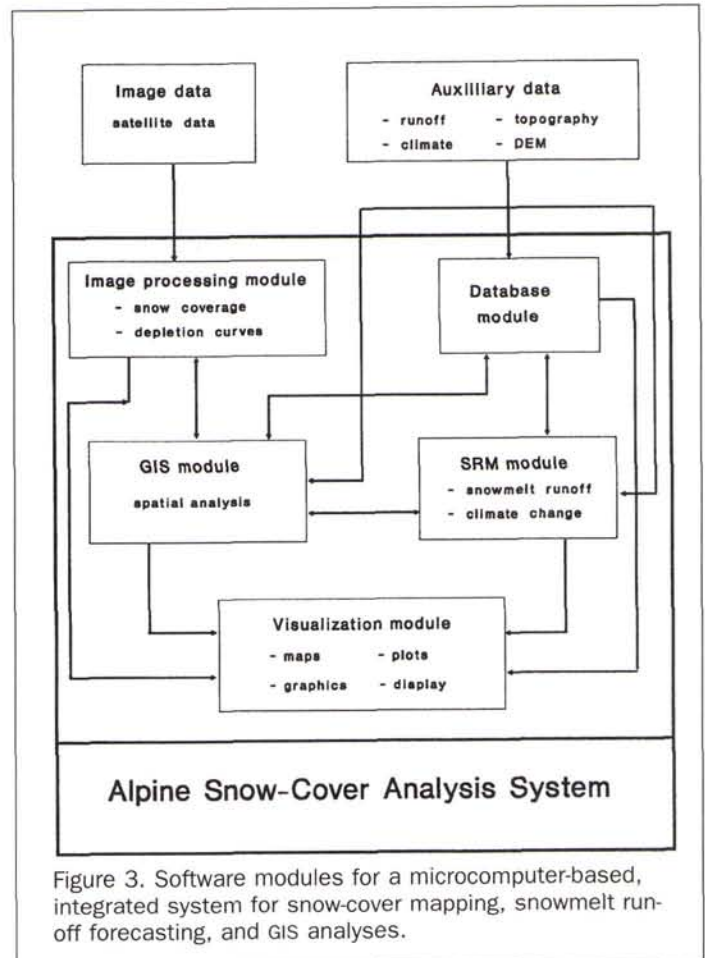 Image data
satellite data
Auxilliary data
- runoff
- topography
- climate
- DEM
Image processing module
- snow coverage
- depletion curves
Database
module
GIS module
spatial analysis
SRM module
- snowmelt runoff
- climate change
Visualization module
- maps
- plots
- graphics
- display
Alpine Snow-Cover Analysis System
Figure 3. Software modules for a microcomputer-based,
integrated system for snow-cover mapping, snowmelt run-
off forecasting, and GIS analyses.